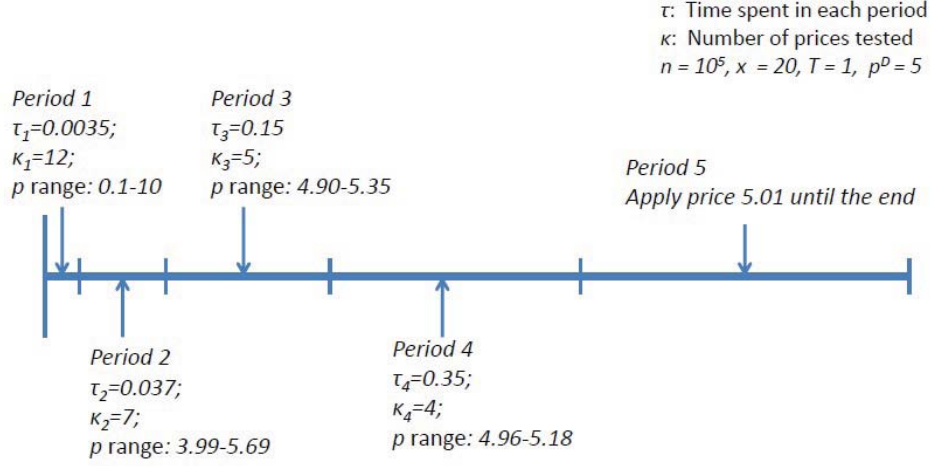 τ: Time spent in each period
κ: Number of prices tested
n = 10⁵, x = 20, T = 1, pᴰ = 5
Period 1
τ₁=0.0035;
κ₁=12;
p range: 0.1-10
Period 3
τ₃=0.15
κ₃=5;
p range: 4.90-5.35
Period 5
Apply price 5.01 until the end
Period 2
τ₂=0.037;
κ₂=7;
p range: 3.99-5.69
Period 4
τ₄=0.35;
κ₄=4;
p range: 4.96-5.18